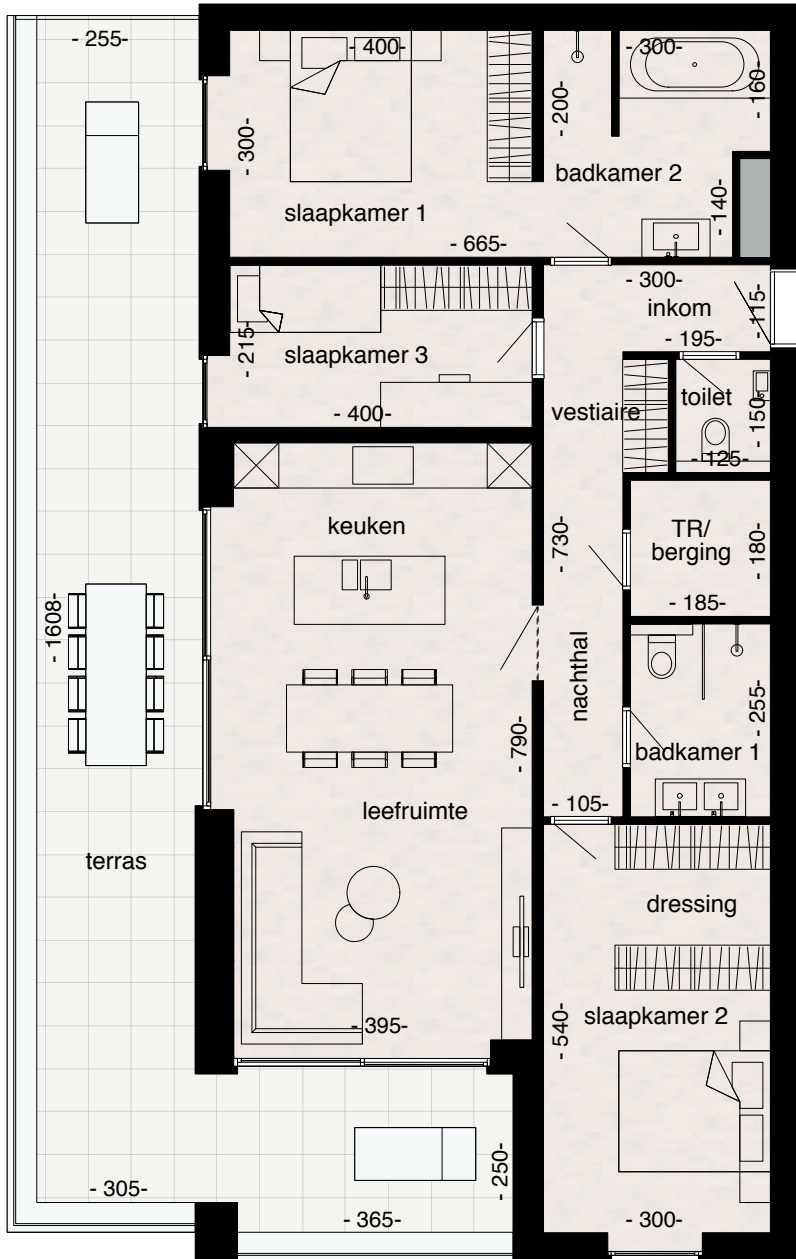 - 255-
- 400-
- 300-
- 200-
- 160-
- 300-
badkamer 2
- 140-
slaapkamer 1
- 665-
- 300-
inkom
- 115-
- 195-
- 215-
slaapkamer 3
- 400-
vestiaire
toilet
- 150-
- 125-
keuken
- 730-
TR/
berging
- 180-
- 185-
- 1608-
nachthal
- 255-
badkamer 1
- 790-
- 105-
leefruimte
terras
dressing
slaapkamer 2
- 540-
- 395-
- 305-
- 250-
- 365-
- 300-